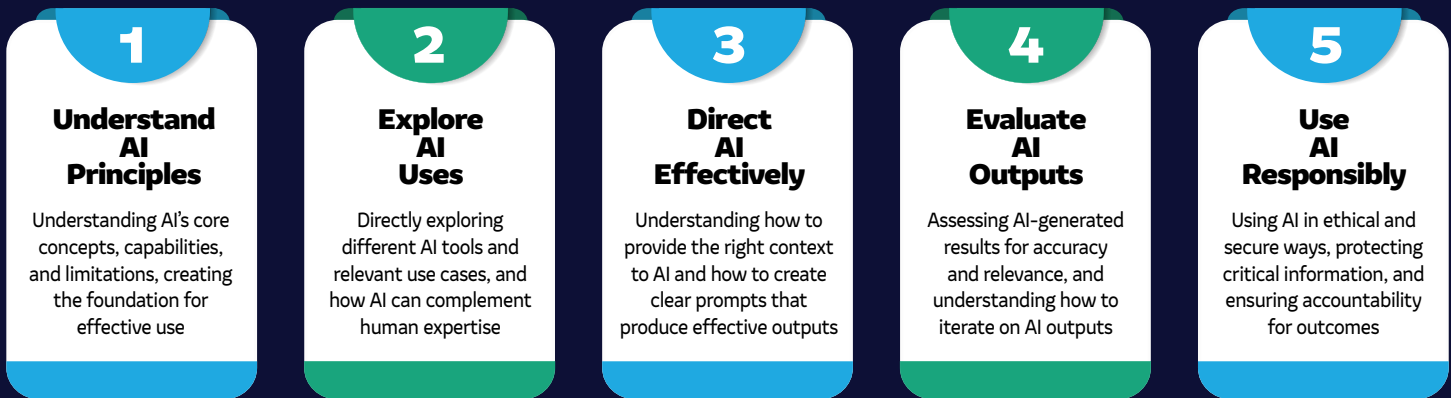 1
Understand
AI
Principles
Understanding AI's core
concepts, capabilities,
and limitations, creating
the foundation for
effective use
2
Explore
AI
Uses
Directly exploring
different AI tools and
relevant use cases, and
how AI can complement
human expertise
3
Direct
AI
Effectively
Understanding how to
provide the right context
to AI and how to create
clear prompts that
produce effective outputs
4
Evaluate
AI
Outputs
Assessing AI-generated
results for accuracy
and relevance, and
understanding how to
iterate on AI outputs
5
Use
AI
Responsibly
Using AI in ethical and
secure ways, protecting
critical information, and
ensuring accountability
for outcomes